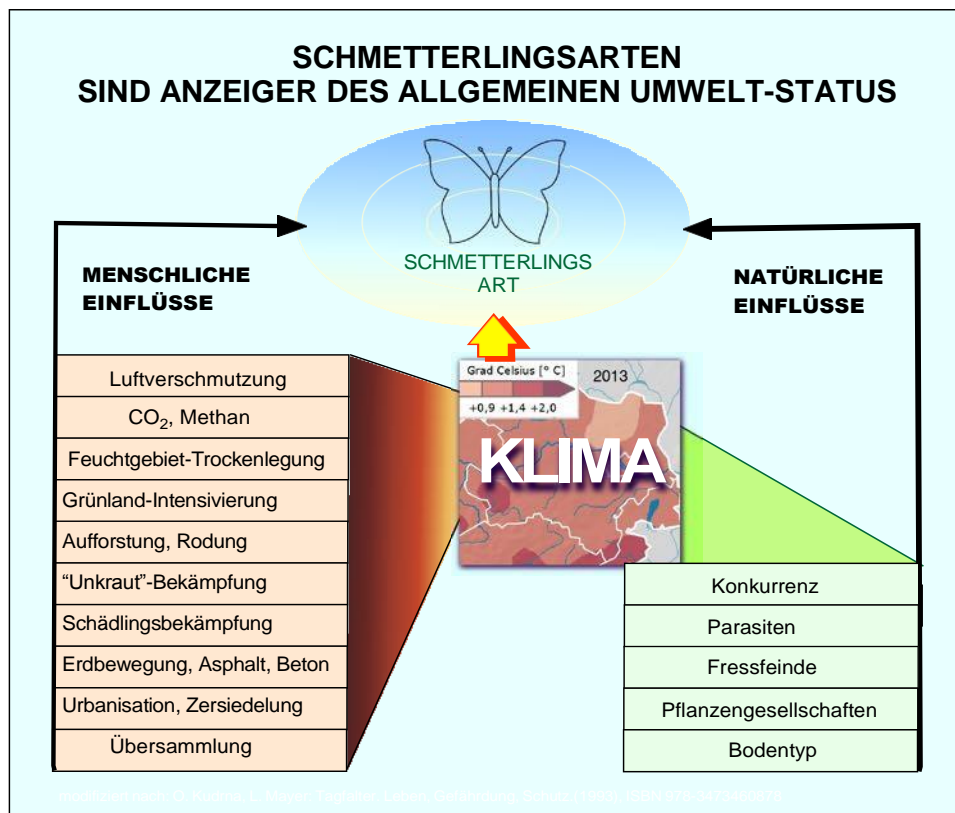 SCHMETTERLINGSARTEN
SIND ANZEIGER DES ALLGEMEINEN UMWELT-STATUS
SCHMETTERLINGS
ART
MENSCHLICHE
EINFLÜSSE
NATÜRLICHE
EINFLÜSSE
Luftverschmutzung
CO₂, Methan
Feuchtgebiet-Trockenlegung
Grünland-Intensivierung
Aufforstung, Rodung
“Unkraut”-Bekämpfung
Schädlingsbekämpfung
Erdbewegung, Asphalt, Beton
Urbanisation, Zersiedelung
Übersammlung
Grad Celsius [° C]
2013
+0,9 +1,4 +2,0
KLIMA
Konkurrenz
Parasiten
Fressfeinde
Pflanzengesellschaften
Bodentyp